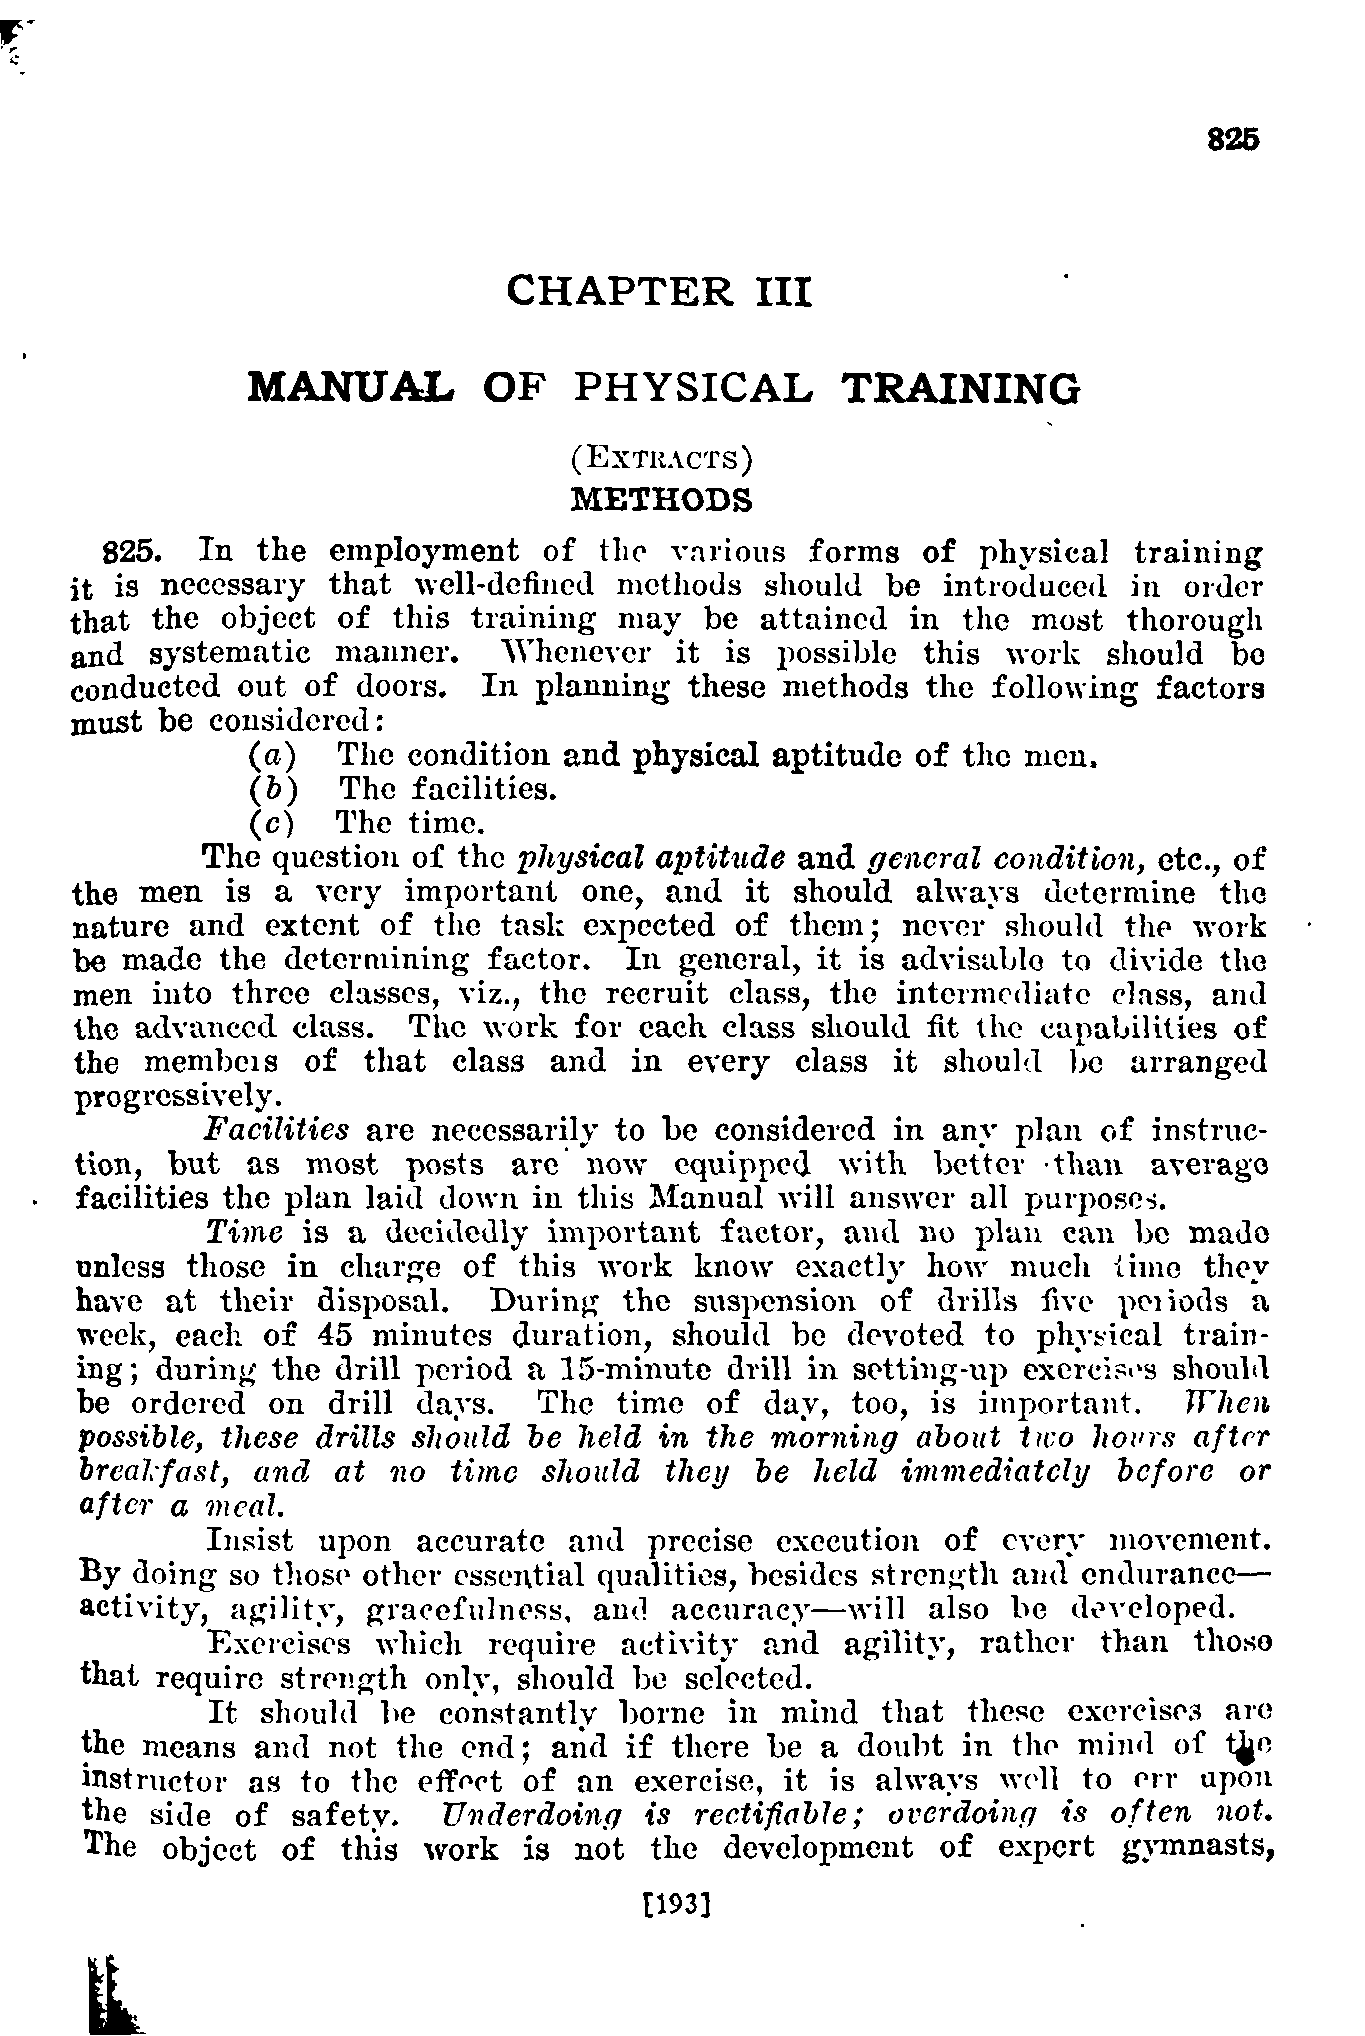 825
CHAPTER III
MANUAL OF PHYSICAL TRAINING
(EXTRACTS)
METHODS
825. In the employment of the various forms of physical training
it is necessary that well-defined methods should be introduced in order
that the object of this training may be attained in the most thorough
and systematic manner. Whenever it is possible this work should be
conducted out of doors. In planning these methods the following factors
must be considered:
(a) The condition and physical aptitude of the men.
(b) The facilities.
(c) The time.
The question of the physical aptitude and general condition, etc., of
the men is a very important one, and it should always determine the
nature and extent of the task expected of them; never should the work
be made the determining factor. In general, it is advisable to divide the
men into three classes, viz., the recruit class, the intermediate class, and
the advanced class. The work for each class should fit the capabilities of
the members of that class and in every class it should be arranged
progressively.
Facilities are necessarily to be considered in any plan of instruc-
tion, but as most posts are now equipped with better than average
facilities the plan laid down in this Manual will answer all purposes.
Time is a decidedly important factor, and no plan can be made
unless those in charge of this work know exactly how much time they
have at their disposal. During the suspension of drills five periods a
week, each of 45 minutes duration, should be devoted to physical train-
ing; during the drill period a 15-minute drill in setting-up exercises should
be ordered on drill days. The time of day, too, is important. When
possible, these drills should be held in the morning about two hours after
breakfast, and at no time should they be held immediately before or
after a meal.
Insist upon accurate and precise execution of every movement.
By doing so those other essential qualities, besides strength and endurance—
activity, agility, gracefulness, and accuracy—will also be developed.
Exercises which require activity and agility, rather than those
that require strength only, should be selected.
It should be constantly borne in mind that these exercises are
the means and not the end; and if there be a doubt in the mind of the
instructor as to the effect of an exercise, it is always well to err upon
the side of safety. Underdoing is rectifiable; overdoing is often not.
The object of this work is not the development of expert gymnasts,
[193]